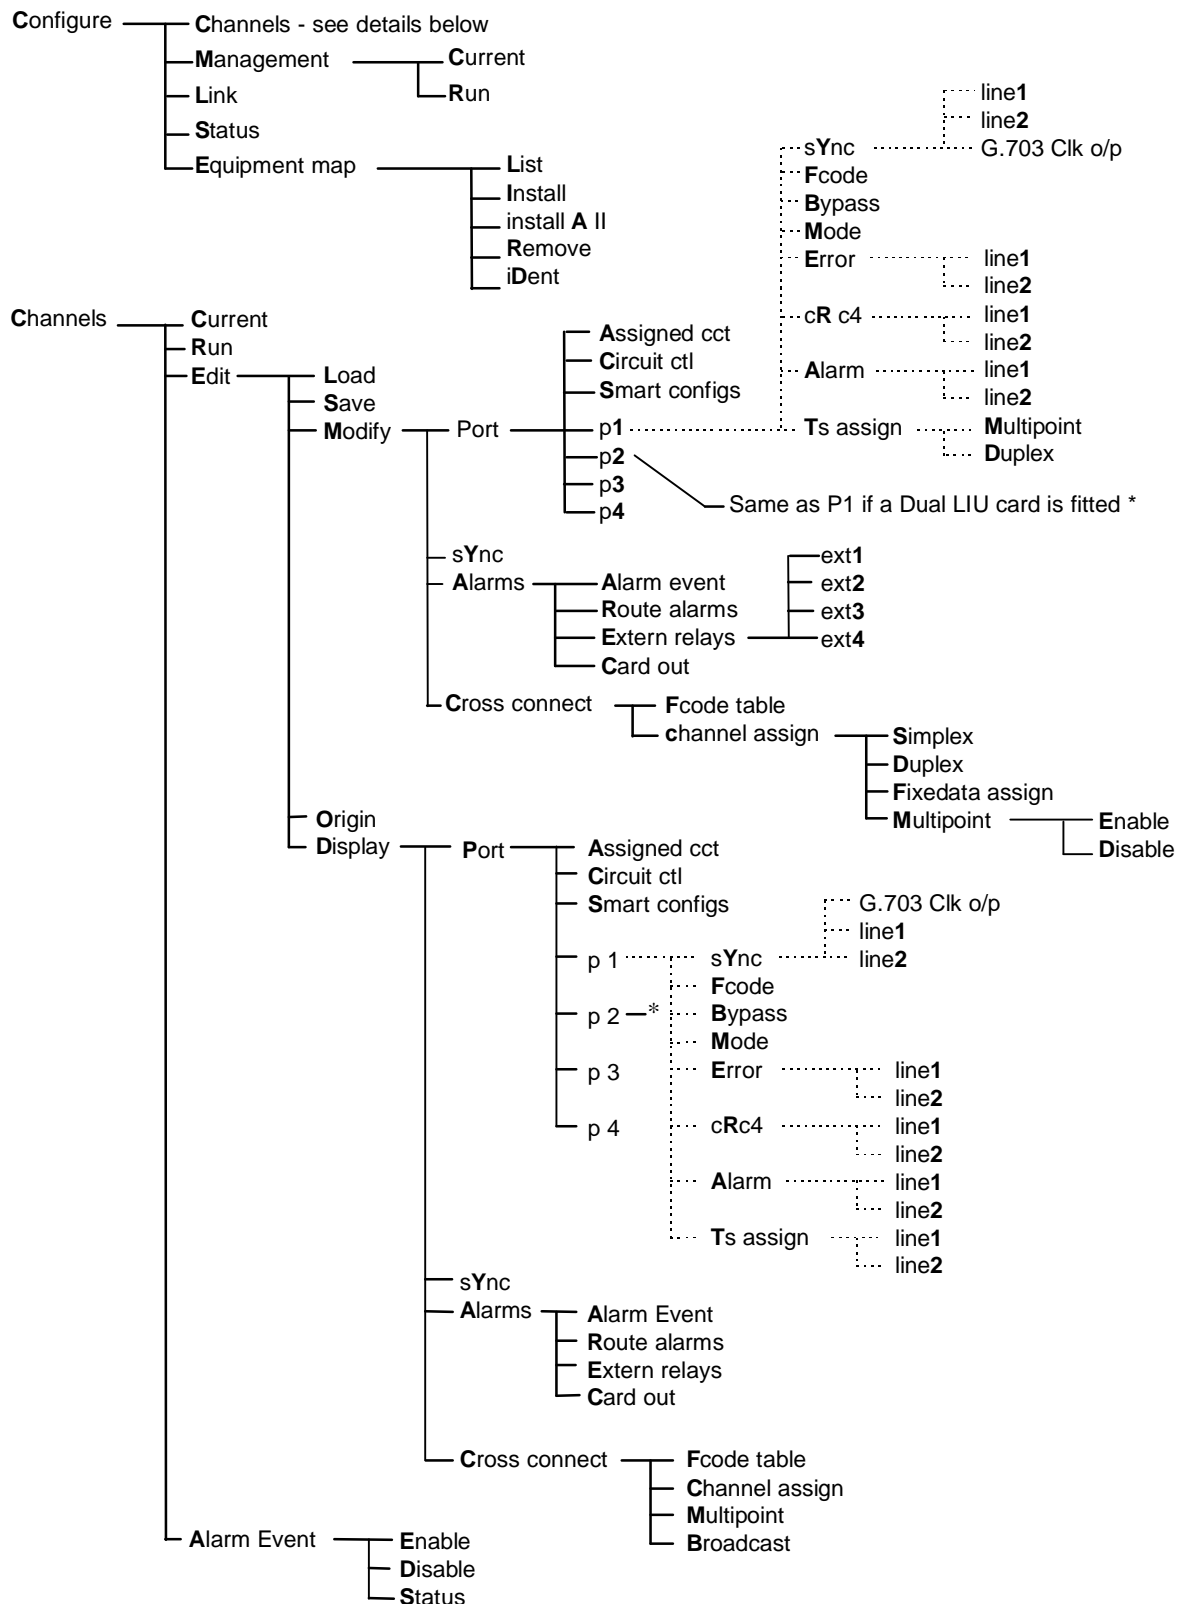 Configure
Channels - see details below
Management
Current
Run
Link
Status
Equipment map
List
Install
install A ll
Remove
iDent
Channels
Current
Run
Edit
Load
Save
Modify
Port
Assigned cct
Circuit ctl
Smart configs
p1
p2
p3
p4
sYnc
line1
line2
G.703 Clk o/p
Fcode
Bypass
Mode
Error
line1
line2
cR c4
line1
line2
Alarm
line1
line2
Ts assign
Multipoint
Duplex
Same as P1 if a Dual LIU card is fitted *
sYnc
Alarms
Alarm event
Route alarms
Extern relays
Card out
ext1
ext2
ext3
ext4
Cross connect
Fcode table
channel assign
Simplex
Duplex
Fixedata assign
Multipoint
Enable
Disable
Origin
Display
Port
Assigned cct
Circuit ctl
Smart configs
p 1
p 2 *
p 3
p 4
sYnc
G.703 Clk o/p
line1
line2
Fcode
Bypass
Mode
Error
line1
line2
cRc4
line1
line2
Alarm
line1
line2
Ts assign
line1
line2
sYnc
Alarms
Alarm Event
Route alarms
Extern relays
Card out
Cross connect
Fcode table
Channel assign
Multipoint
Broadcast
Alarm Event
Enable
Disable
Status